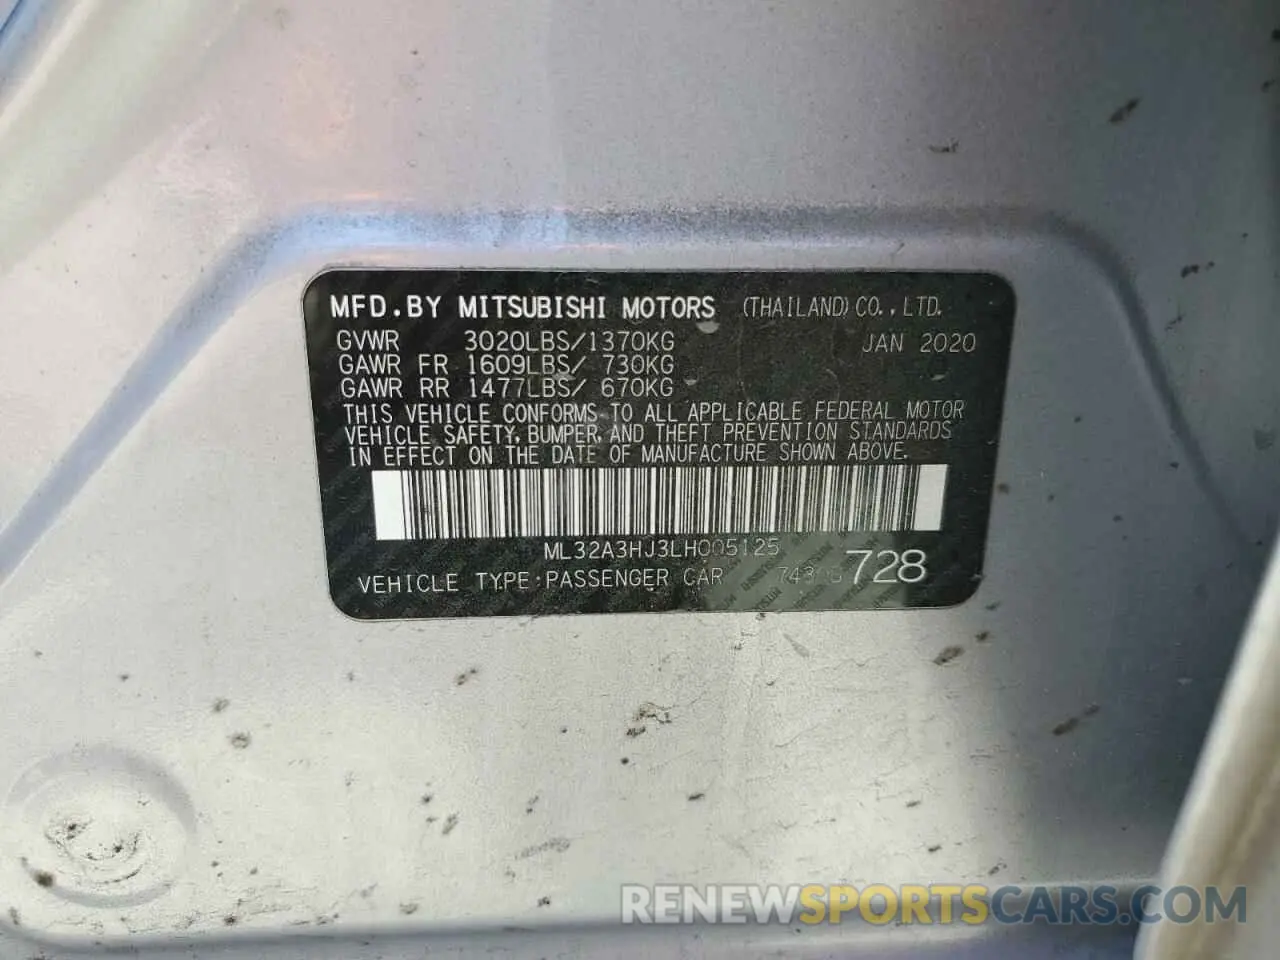 MFD.BY MITSUBISHI MOTORS (THAILAND) CO., LTD.
GVWR 3020LBS/1370KG JAN 2020
GAWR FR 1609LBS/ 730KG
GAWR RR 1477LBS/ 670KG
THIS VEHICLE CONFORMS TO ALL APPLICABLE FEDERAL MOTOR
VEHICLE SAFETY, BUMPER, AND THEFT PREVENTION STANDARDS
IN EFFECT ON THE DATE OF MANUFACTURE SHOWN ABOVE.
ML32A3HJ3LH005125
VEHICLE TYPE:PASSENGER CAR 728
RENEWSPORTSCARS.COM